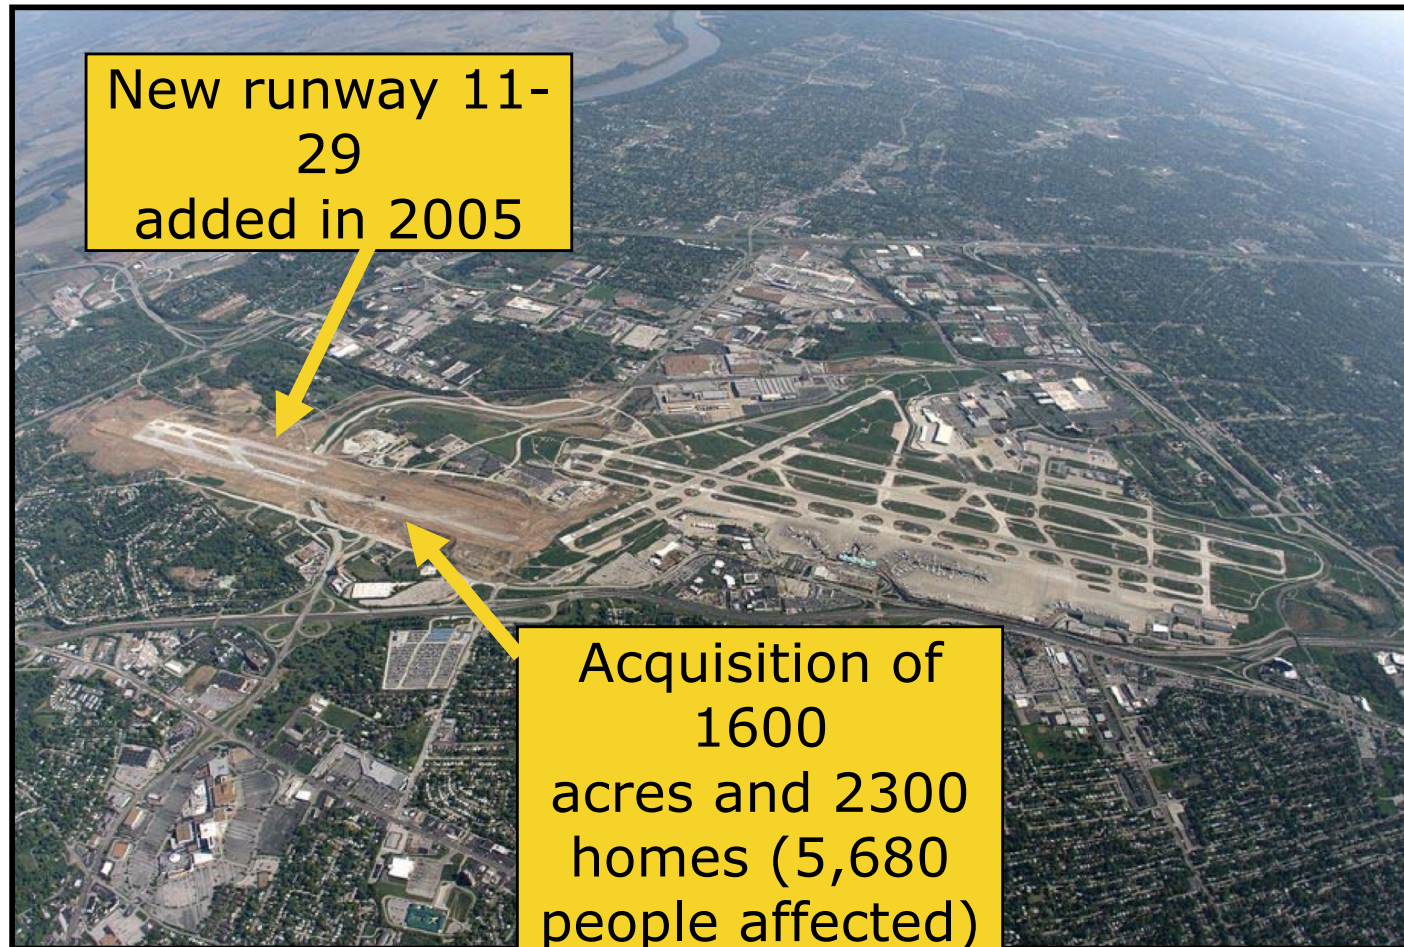 New runway 11-
29
added in 2005
Acquisition of
1600
acres and 2300
homes (5,680
people affected)